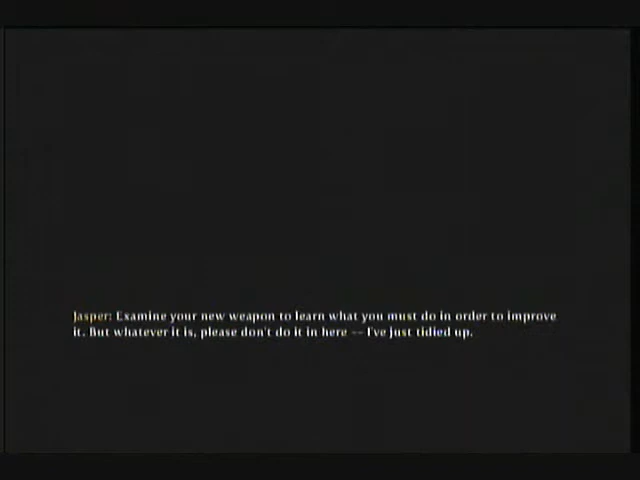 Jasper: Examine your new weapon to learn what you must do in order to improve
it. But whatever it is, please don't do it in here -- I've just tidied up.